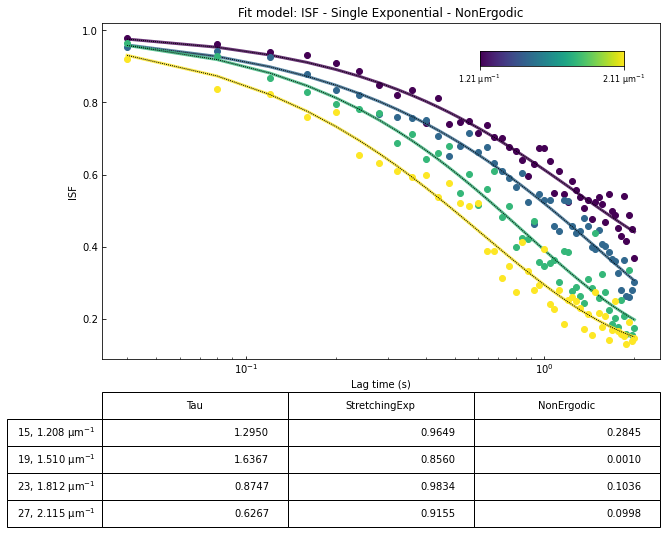 Fit model: ISF - Single Exponential - NonErgodic
1.0
0.8
0.6
0.4
0.2
ISF
1.21 μm⁻¹ 2.11 μm⁻¹
10⁻¹ 10⁰
Lag time (s)
Tau StretchingExp NonErgodic
15, 1.208 μm⁻¹ 1.2950 0.9649 0.2845
19, 1.510 μm⁻¹ 1.6367 0.8560 0.0010
23, 1.812 μm⁻¹ 0.8747 0.9834 0.1036
27, 2.115 μm⁻¹ 0.6267 0.9155 0.0998